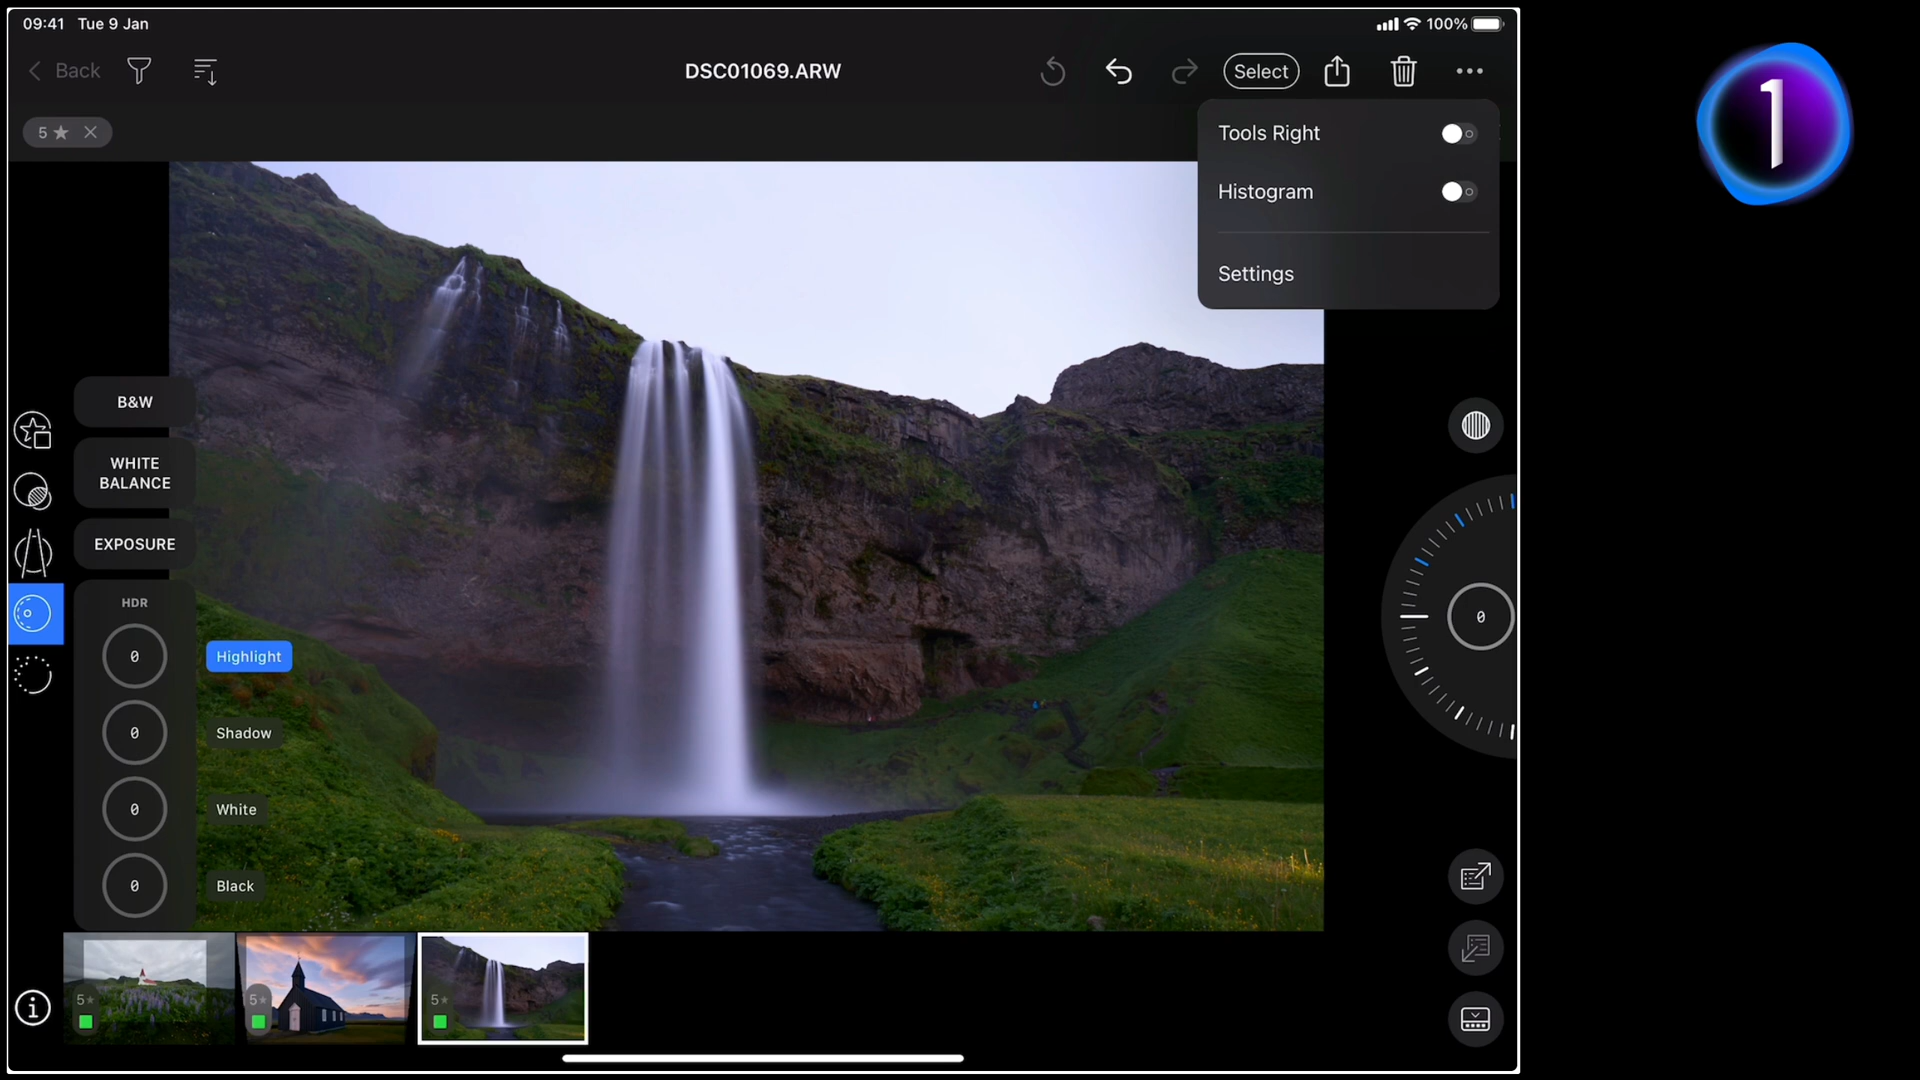 09:41 Tue 9 Jan
100%
Back
DSC01069.ARW
Select
5 ★
Tools Right
Histogram
Settings
B&W
WHITE
BALANCE
EXPOSURE
HDR
0
Highlight
0
Shadow
0
White
0
Black
0
5★
5★
5★
1